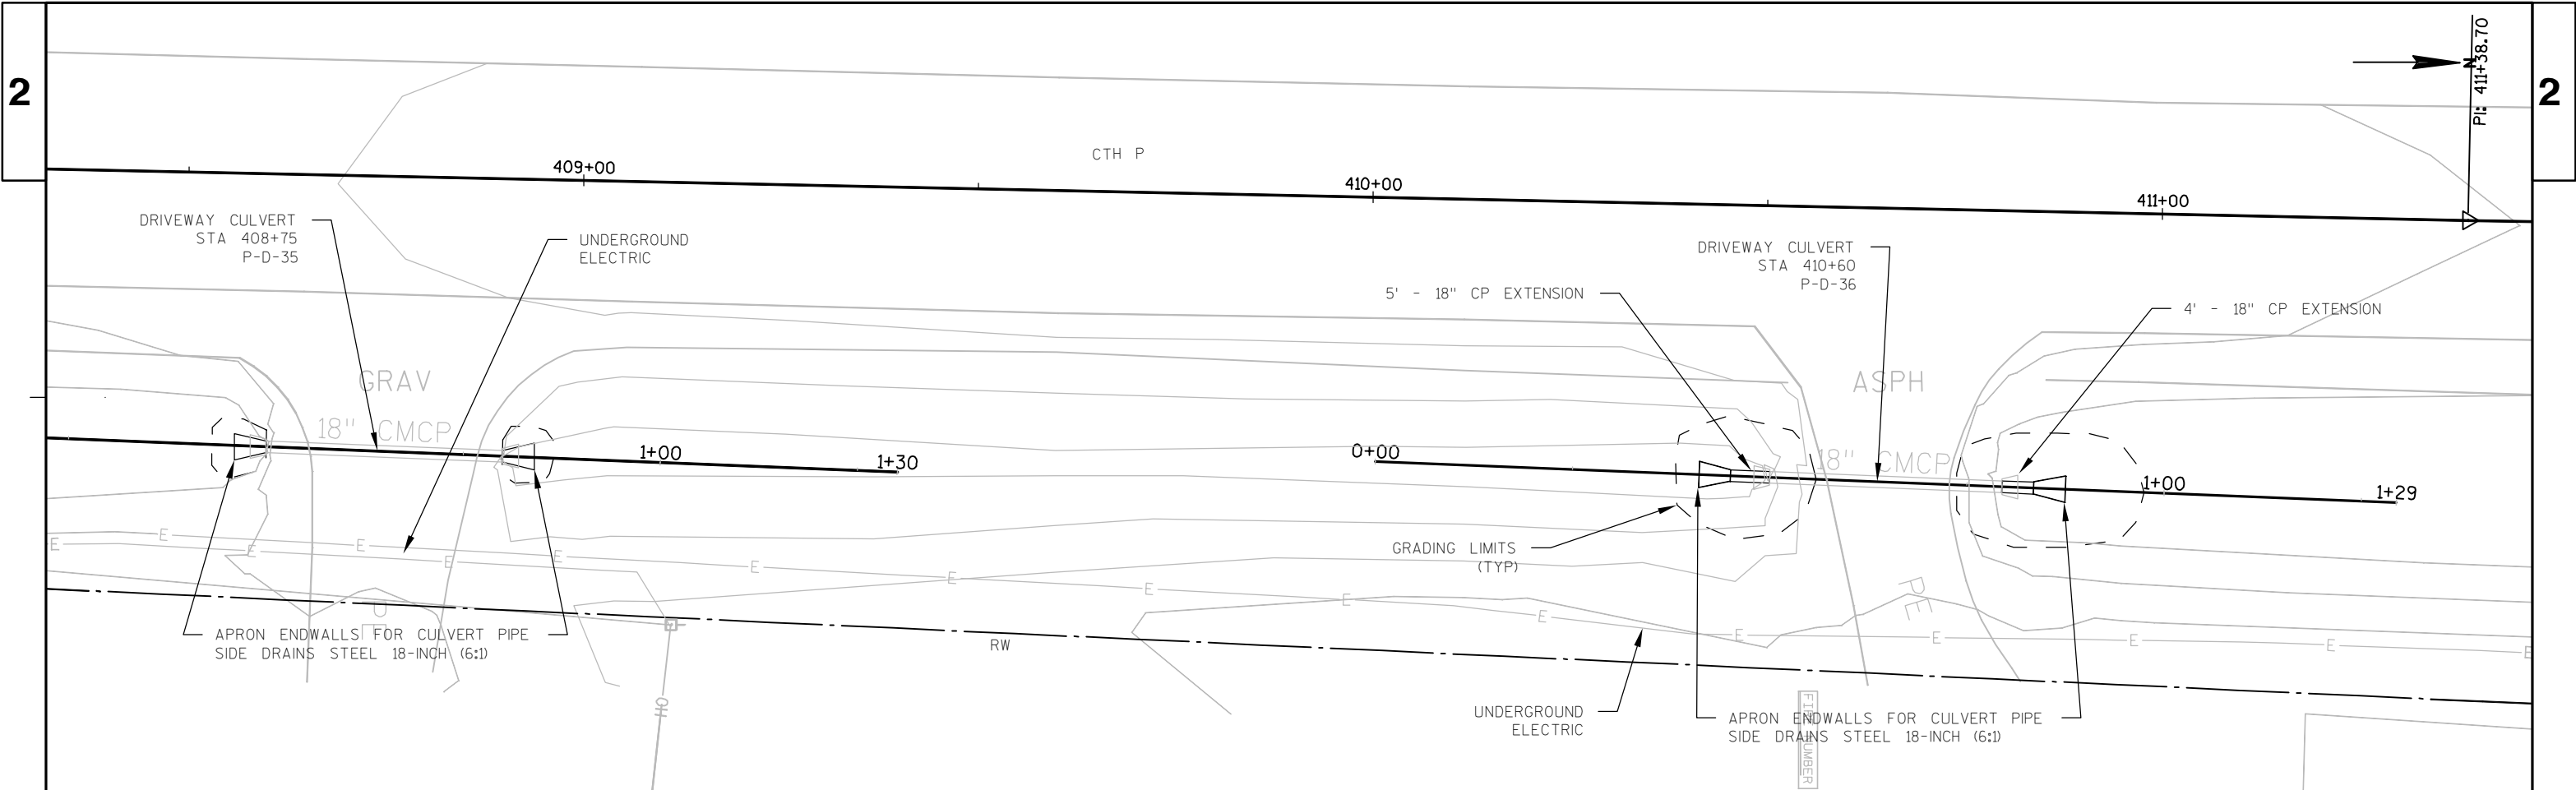 2
2
N
PI: 411+38.70
CTH P
409+00
410+00
411+00
DRIVEWAY CULVERT
STA 408+75
P-D-35
UNDERGROUND
ELECTRIC
DRIVEWAY CULVERT
STA 410+60
P-D-36
5' - 18" CP EXTENSION
4' - 18" CP EXTENSION
GRAV
18" CMCP
ASPH
18" CMCP
1+00
1+30
0+00
1+00
1+29
GRADING LIMITS
(TYP)
E E E E E E E E E E E E E E E E E
PE
PE
APRON ENDWALLS FOR CULVERT PIPE
SIDE DRAINS STEEL 18-INCH (6:1)
RW
OH
UNDERGROUND
ELECTRIC
APRON ENDWALLS FOR CULVERT PIPE
SIDE DRAINS STEEL 18-INCH (6:1)